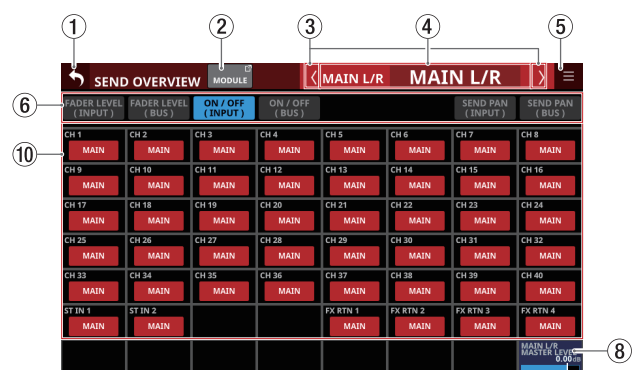 ① ② ③ ④ ⑤
SEND OVERVIEW MODULE MAIN L/R MAIN L/R
⑥ FADER LEVEL (INPUT) FADER LEVEL (BUS) ON / OFF (INPUT) ON / OFF (BUS) SEND PAN (INPUT) SEND PAN (BUS)
⑩ CH 1 CH 2 CH 3 CH 4 CH 5 CH 6 CH 7 CH 8
MAIN MAIN MAIN MAIN MAIN MAIN MAIN MAIN
CH 9 CH 10 CH 11 CH 12 CH 13 CH 14 CH 15 CH 16
MAIN MAIN MAIN MAIN MAIN MAIN MAIN MAIN
CH 17 CH 18 CH 19 CH 20 CH 21 CH 22 CH 23 CH 24
MAIN MAIN MAIN MAIN MAIN MAIN MAIN MAIN
CH 25 CH 26 CH 27 CH 28 CH 29 CH 30 CH 31 CH 32
MAIN MAIN MAIN MAIN MAIN MAIN MAIN MAIN
CH 33 CH 34 CH 35 CH 36 CH 37 CH 38 CH 39 CH 40
MAIN MAIN MAIN MAIN MAIN MAIN MAIN MAIN
ST IN 1 ST IN 2 FX RTN 1 FX RTN 2 FX RTN 3 FX RTN 4
MAIN MAIN MAIN MAIN MAIN MAIN
MAIN L/R
MASTER LEVEL ⑧
0.00dB